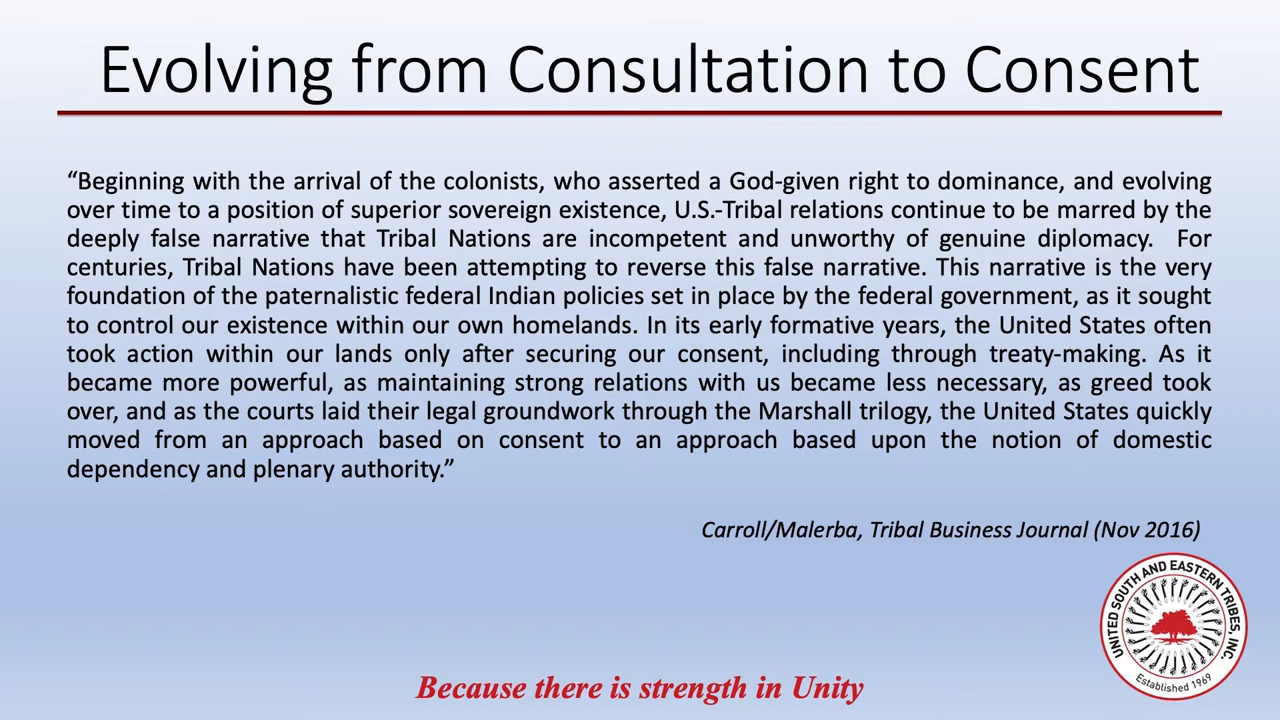 Evolving from Consultation to Consent
“Beginning with the arrival of the colonists, who asserted a God-given right to dominance, and evolving
over time to a position of superior sovereign existence, U.S.-Tribal relations continue to be marred by the
deeply false narrative that Tribal Nations are incompetent and unworthy of genuine diplomacy.  For
centuries, Tribal Nations have been attempting to reverse this false narrative. This narrative is the very
foundation of the paternalistic federal Indian policies set in place by the federal government, as it sought
to control our existence within our own homelands. In its early formative years, the United States often
took action within our lands only after securing our consent, including through treaty-making. As it
became more powerful, as maintaining strong relations with us became less necessary, as greed took
over, and as the courts laid their legal groundwork through the Marshall trilogy, the United States quickly
moved from an approach based on consent to an approach based upon the notion of domestic
dependency and plenary authority.”
Carroll/Malerba, Tribal Business Journal (Nov 2016)
UNITED SOUTH AND EASTERN TRIBES, INC.
Established 1969
Because there is strength in Unity